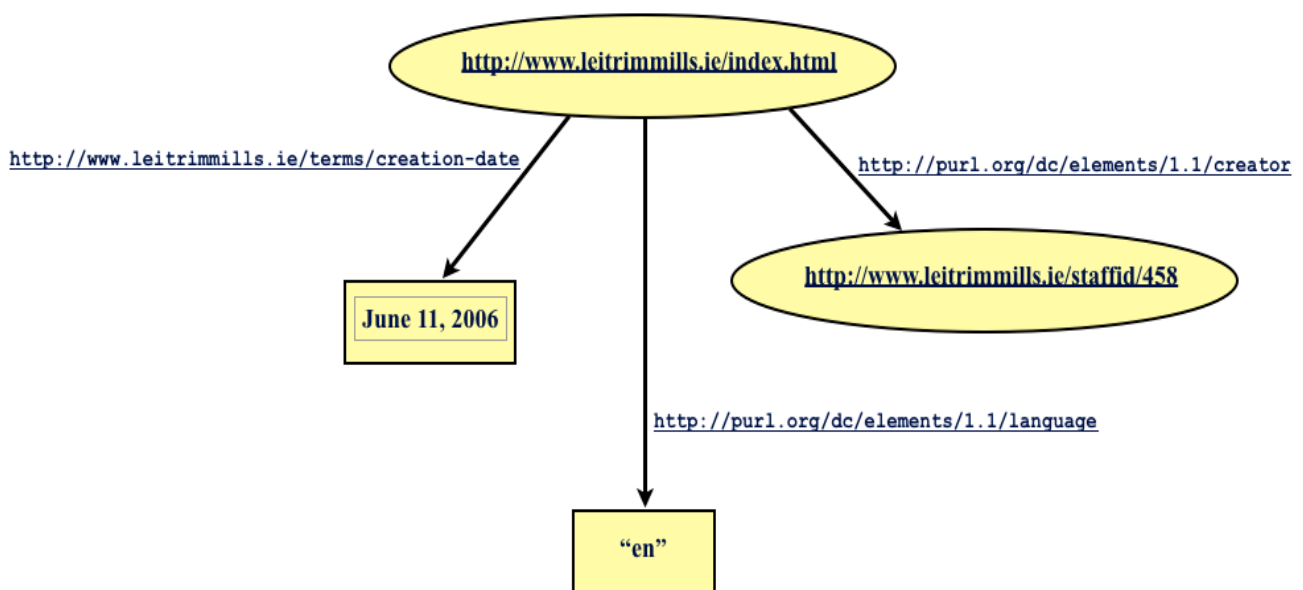 http://www.leitrimmills.ie/index.html
http://www.leitrimmills.ie/terms/creation-date
http://purl.org/dc/elements/1.1/creator
http://www.leitrimmills.ie/staffid/458
June 11, 2006
http://purl.org/dc/elements/1.1/language
“en”